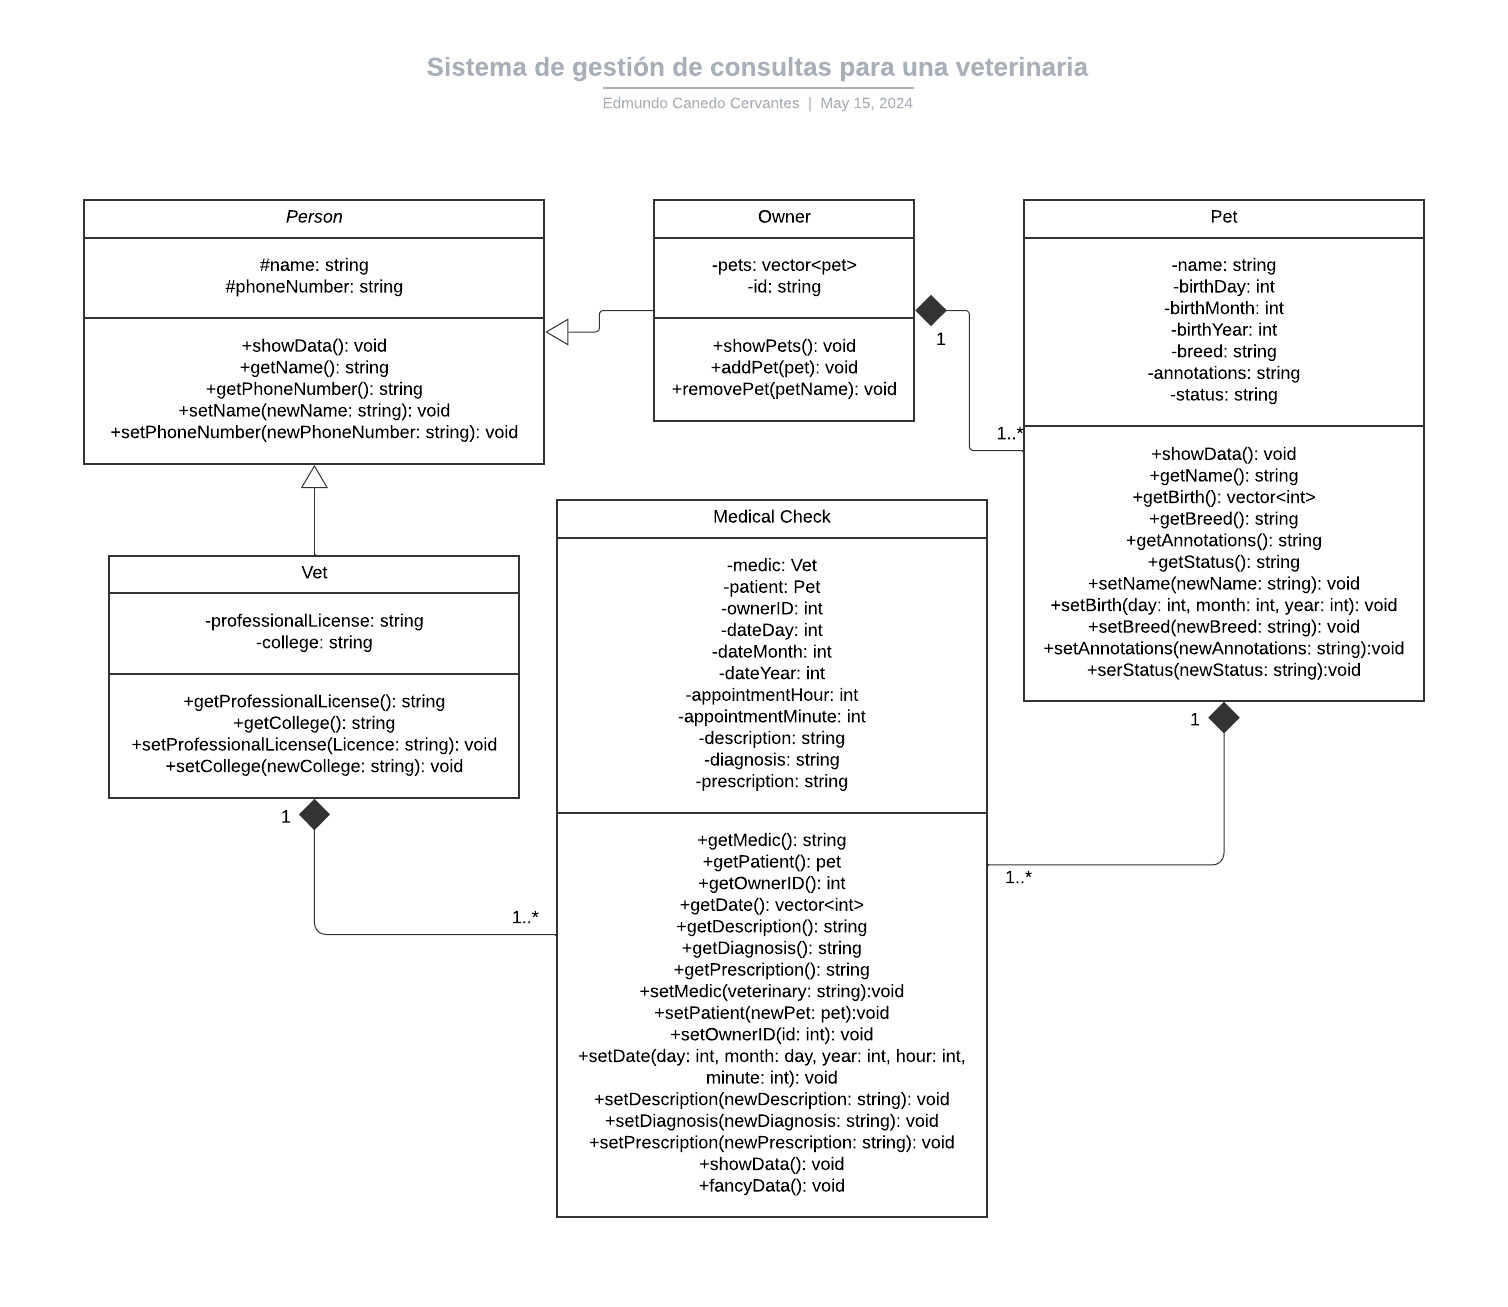 Sistema de gestión de consultas para una veterinaria
Edmundo Canedo Cervantes | May 15, 2024
Person
#name: string
#phoneNumber: string
+showData(): void
+getName(): string
+getPhoneNumber(): string
+setName(newName: string): void
+setPhoneNumber(newPhoneNumber: string): void
Owner
-pets: vector<pet>
-id: string
+showPets(): void
+addPet(pet): void
+removePet(petName): void
1
1..*
Pet
-name: string
-birthDay: int
-birthMonth: int
-birthYear: int
-breed: string
-annotations: string
-status: string
+showData(): void
+getName(): string
+getBirth(): vector<int>
+getBreed(): string
+getAnnotations(): string
+getStatus(): string
+setName(newName: string): void
+setBirth(day: int, month: int, year: int): void
+setBreed(newBreed: string): void
+setAnnotations(newAnnotations: string):void
+serStatus(newStatus: string):void
1
1..*
Vet
-professionalLicense: string
-college: string
+getProfessionalLicense(): string
+getCollege(): string
+setProfessionalLicense(Licence: string): void
+setCollege(newCollege: string): void
1
1..*
Medical Check
-medic: Vet
-patient: Pet
-ownerID: int
-dateDay: int
-dateMonth: int
-dateYear: int
-appointmentHour: int
-appointmentMinute: int
-description: string
-diagnosis: string
-prescription: string
+getMedic(): string
+getPatient(): pet
+getOwnerID(): int
+getDate(): vector<int>
+getDescription(): string
+getDiagnosis(): string
+getPrescription(): string
+setMedic(veterinary: string):void
+setPatient(newPet: pet):void
+setOwnerID(id: int): void
+setDate(day: int, month: day, year: int, hour: int,
minute: int): void
+setDescription(newDescription: string): void
+setDiagnosis(newDiagnosis: string): void
+setPrescription(newPrescription: string): void
+showData(): void
+fancyData(): void